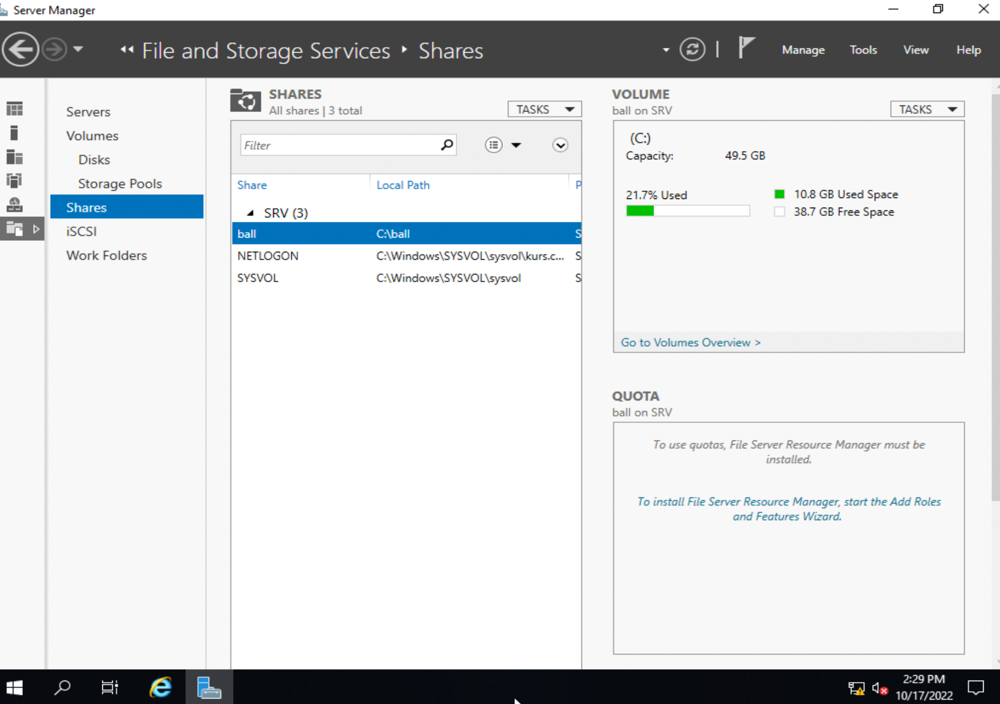 Server Manager
File and Storage Services
Shares
Manage
Tools
View
Help
Servers
Volumes
Disks
Storage Pools
Shares
iSCSI
Work Folders
SHARES
All shares | 3 total
TASKS
Filter
Share
Local Path
P
SRV (3)
ball
C:\ball
S
NETLOGON
C:\Windows\SYSVOL\sysvol\kurs.c...
S
SYSVOL
C:\Windows\SYSVOL\sysvol
S
VOLUME
ball on SRV
TASKS
(C:)
Capacity:
49.5 GB
21.7% Used
10.8 GB Used Space
38.7 GB Free Space
Go to Volumes Overview >
QUOTA
ball on SRV
To use quotas, File Server Resource Manager must be
installed.
To install File Server Resource Manager, start the Add Roles
and Features Wizard.
2:29 PM
10/17/2022